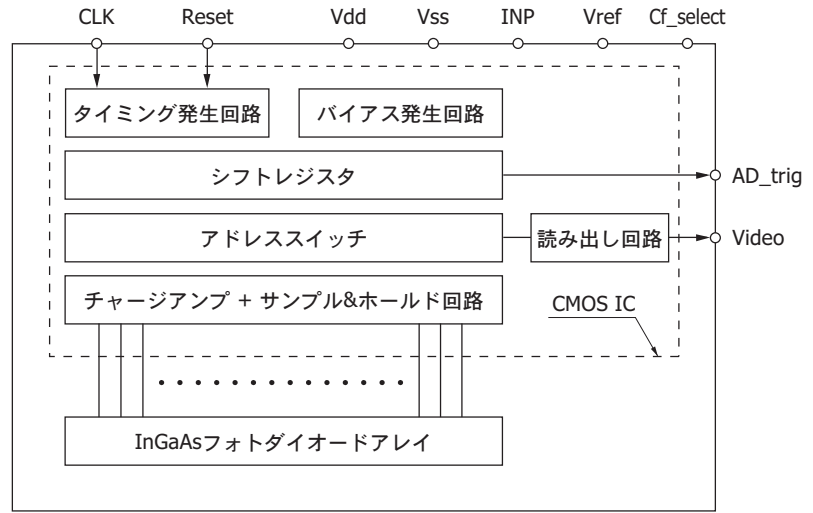 CLK Reset Vdd Vss INP Vref Cf_select
タイミング発生回路 バイアス発生回路
シフトレジスタ AD_trig
アドレススイッチ 読み出し回路 Video
チャージアンプ + サンプル&ホールド回路 CMOS IC
InGaAsフォトダイオードアレイ